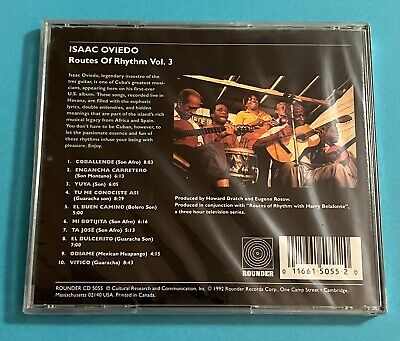 ISAAC OVIEDO
Routes Of Rhythm Vol. 3
Isaac Oviedo, legendary maestro of the
tres guitar, is one of Cuba's greatest mus-
icians, appearing here on his first-ever
U.S. album. These songs, recorded live in
Havana, are filled with the euphoric
lyrics, double entendres, and hidden
meanings that are part of the island's rich
musical legacy from Africa and Spain.
You don't have to be Cuban, however, to
feel the passionate essence and fun of
these rhythms infuse your being with
pleasure. Enjoy.
1. COBALLENDE (Son Afro) 8:03
2. ENGANCHA CARRETERO
(Son Montuno) 6:13
3. YUYA (Son) 6:05
4. TU ME CONOCISTE ASI
(Guaracha son) 8:29
5. EL BUEN CAMINO (Bolero Son)
5:00
6. MI BOTIJITA (Son Afro) 6:16
7. TA JOSÉ (Son Afro) 5:13
8. EL DULCERITO (Guaracha Son)
7:00
9. ODIAME (Mexican Huapango) 4:15
10. VITICO (Guaracha) 8:43
Produced by Howard Dratch and Eugene Rosow.
Produced in conjunction with "Routes of Rhythm with Harry Belafonte",
a three hour television series.
ROUNDER
0 11661 5055 2 0
ROUNDER CD 5055 ℗ Cultural Research and Communication, Inc. © 1992 Rounder Records Corp., One Camp Street • Cambridge,
Massachusetts 02140 USA, Printed in Canada.